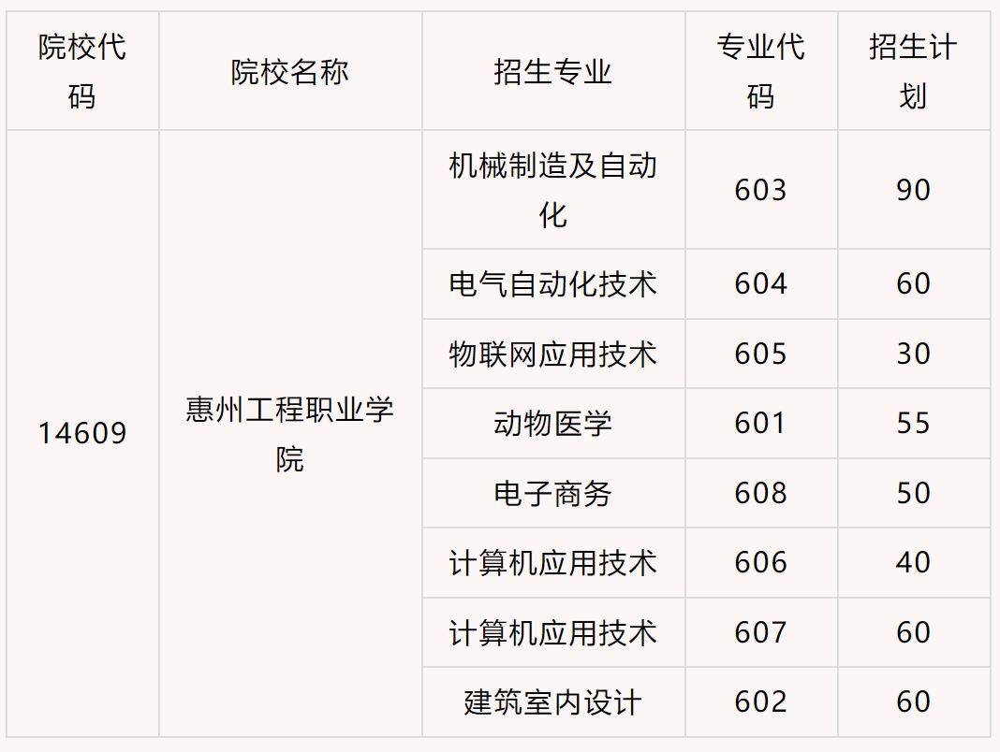 院校代
码
院校名称
招生专业
专业代
码
招生计
划
14609
惠州工程职业学
院
机械制造及自动
化
603
90
电气自动化技术
604
60
物联网应用技术
605
30
动物医学
601
55
电子商务
608
50
计算机应用技术
606
40
计算机应用技术
607
60
建筑室内设计
602
60